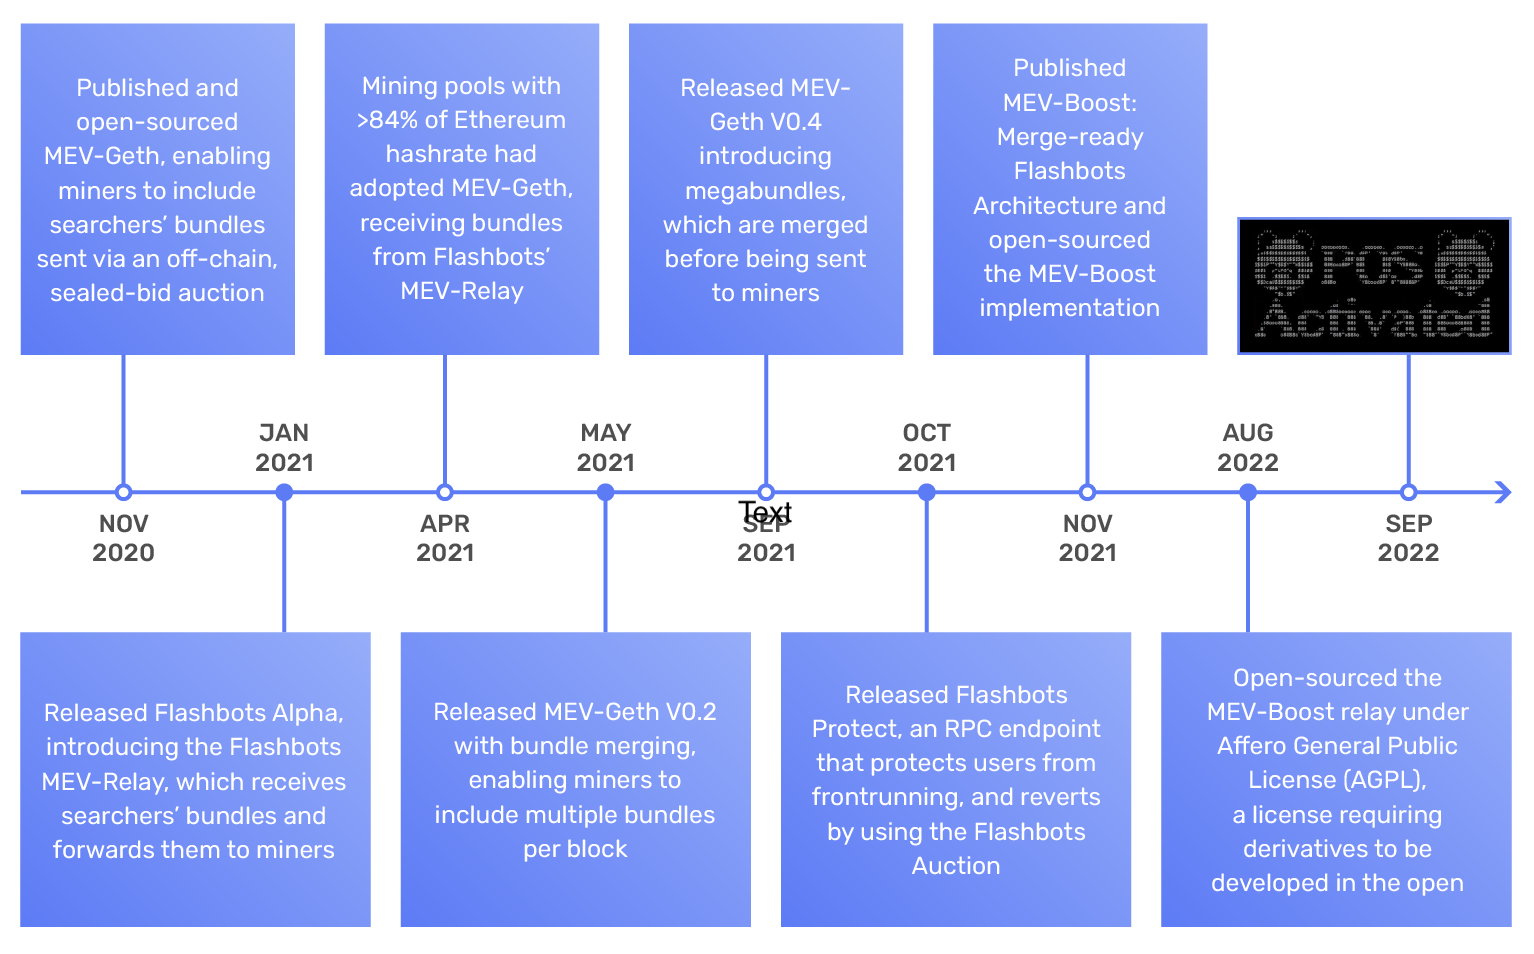 Published and
open-sourced
MEV-Geth, enabling
miners to include
searchers’ bundles
sent via an off-chain,
sealed-bid auction
Mining pools with
>84% of Ethereum
hashrate had
adopted MEV-Geth,
receiving bundles
from Flashbots’
MEV-Relay
Released MEV-
Geth V0.4
introducing
megabundles,
which are merged
before being sent
to miners
Published
MEV-Boost:
Merge-ready
Flashbots
Architecture and
open-sourced
the MEV-Boost
implementation
JAN
2021
MAY
2021
OCT
2021
AUG
2022
NOV
2020
APR
2021
Text
SEP
2021
NOV
2021
SEP
2022
Released Flashbots Alpha,
introducing the Flashbots
MEV-Relay, which receives
searchers’ bundles and
forwards them to miners
Released MEV-Geth V0.2
with bundle merging,
enabling miners to
include multiple bundles
per block
Released Flashbots
Protect, an RPC endpoint
that protects users from
frontrunning, and reverts
by using the Flashbots
Auction
Open-sourced the
MEV-Boost relay under
Affero General Public
License (AGPL),
a license requiring
derivatives to be
developed in the open